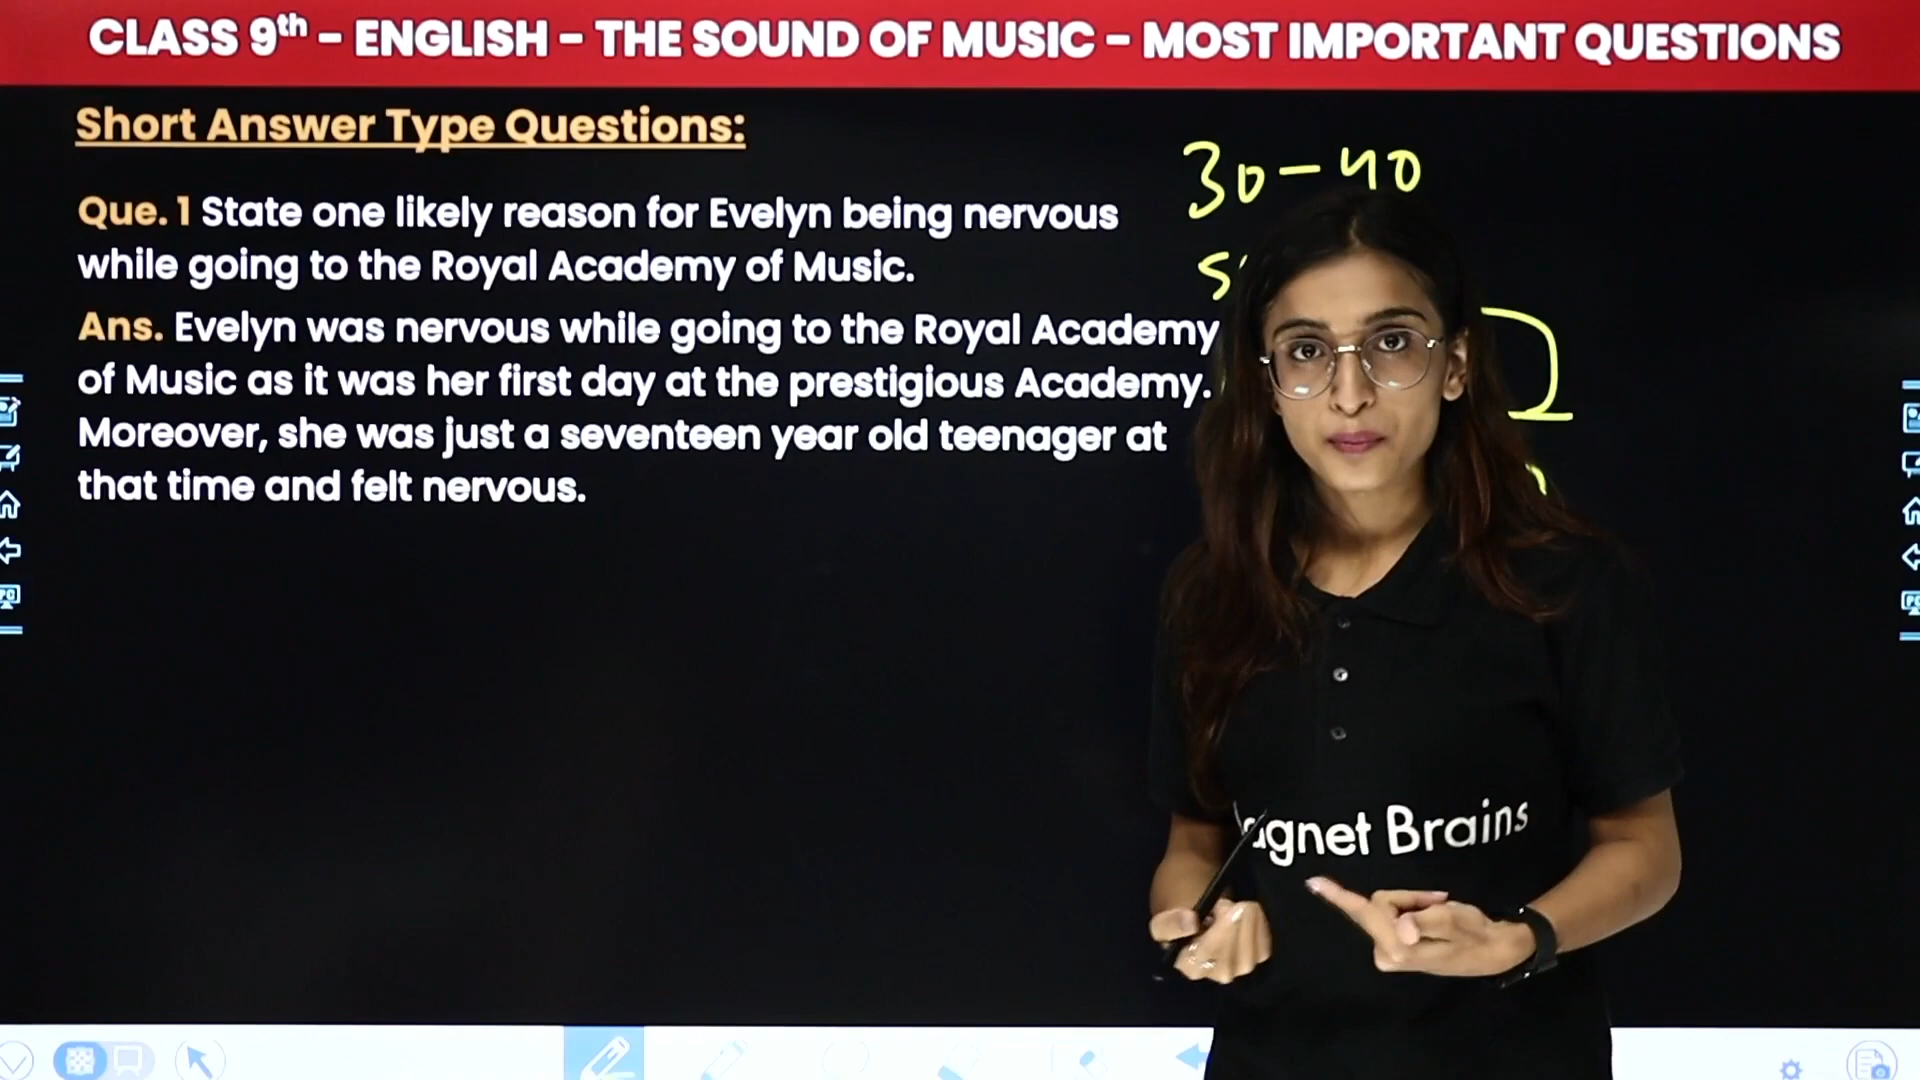 CLASS 9th - ENGLISH - THE SOUND OF MUSIC - MOST IMPORTANT QUESTIONS
Short Answer Type Questions:
30-40
Que. 1 State one likely reason for Evelyn being nervous
while going to the Royal Academy of Music.
Ans. Evelyn was nervous while going to the Royal Academy
of Music as it was her first day at the prestigious Academy.
Moreover, she was just a seventeen year old teenager at
that time and felt nervous.
agnet Brains